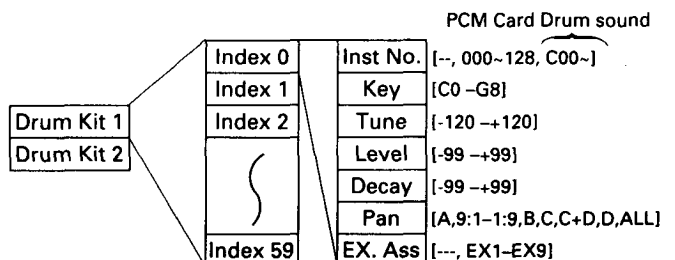 PCM Card Drum sound
Index 0 Inst No. [--, 000~128, C00~]
Index 1 Key [C0 –G8]
Drum Kit 1 Index 2 Tune [-120 –+120]
Drum Kit 2 Level [-99 –+99]
Decay [-99 –+99]
Pan [A,9:1–1:9,B,C,C+D,D,ALL]
Index 59 EX. Ass [---, EX1–EX9]